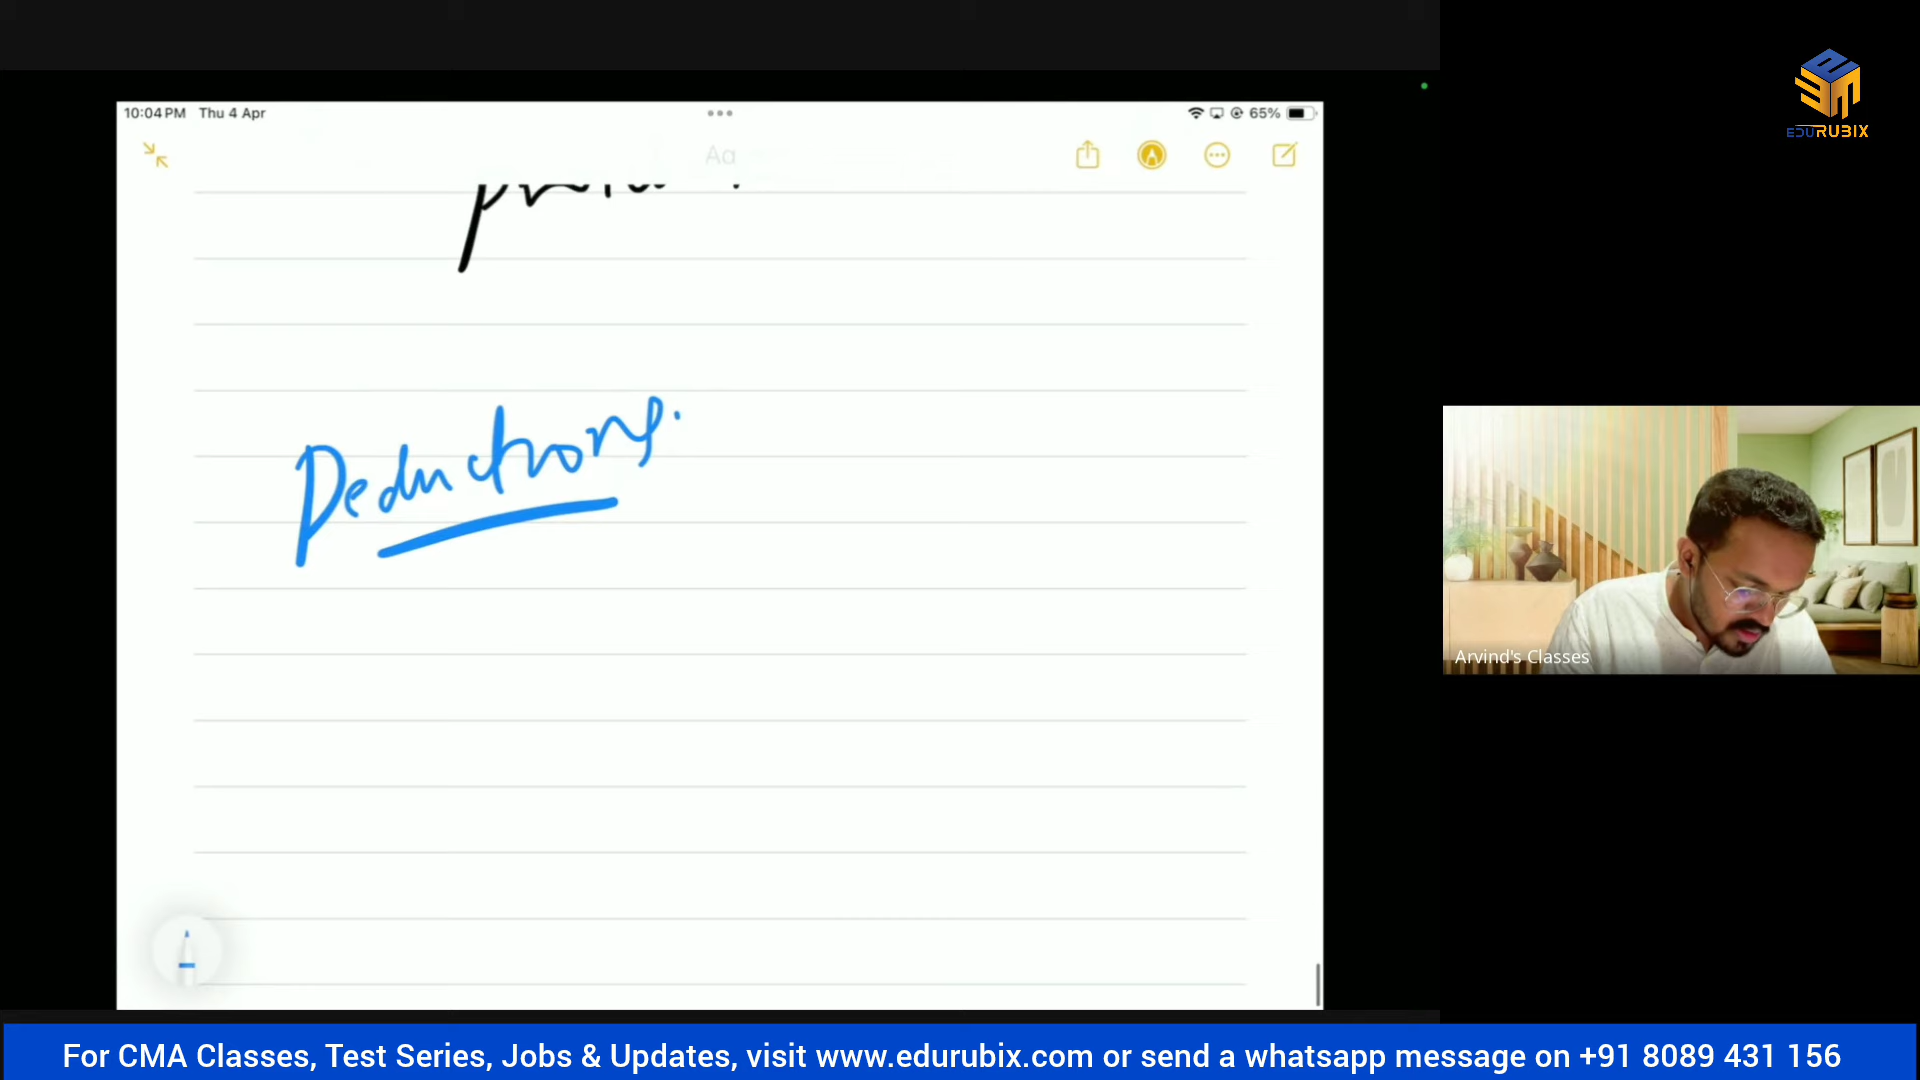 EDURUBIX
10:04 PM Thu 4 Apr
65%
Aa
Deductions.
Arvind's Classes
For CMA Classes, Test Series, Jobs & Updates, visit www.edurubix.com or send a whatsapp message on +91 8089 431 156